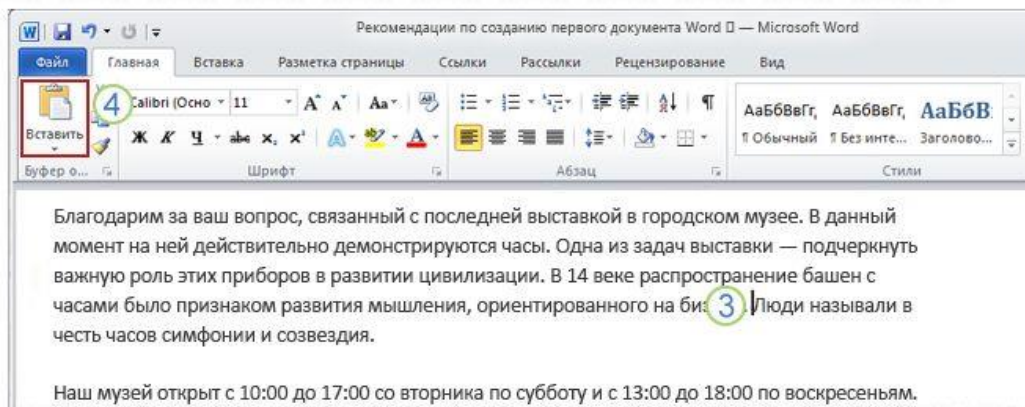 Рекомендации по созданию первого документа Word — Microsoft Word
Файл Главная Вставка Разметка страницы Ссылки Рассылки Рецензирование Вид
4
Calibri (Осно 11
Вставить
Ж К Ч abc x, x²
АаБбВвГг, АаБбВвГг, АаБбВ
¶ Обычный ¶ Без инте... Заголово...
Буфер о... Шрифт Абзац Стили
Благодарим за ваш вопрос, связанный с последней выставкой в городском музее. В данный
момент на ней действительно демонстрируются часы. Одна из задач выставки — подчеркнуть
важную роль этих приборов в развитии цивилизации. В 14 веке распространение башен с
часами было признаком развития мышления, ориентированного на 3 Люди называли в
честь часов симфонии и созвездия.
Наш музей открыт с 10:00 до 17:00 со вторника по субботу и с 13:00 до 18:00 по воскресеньям.